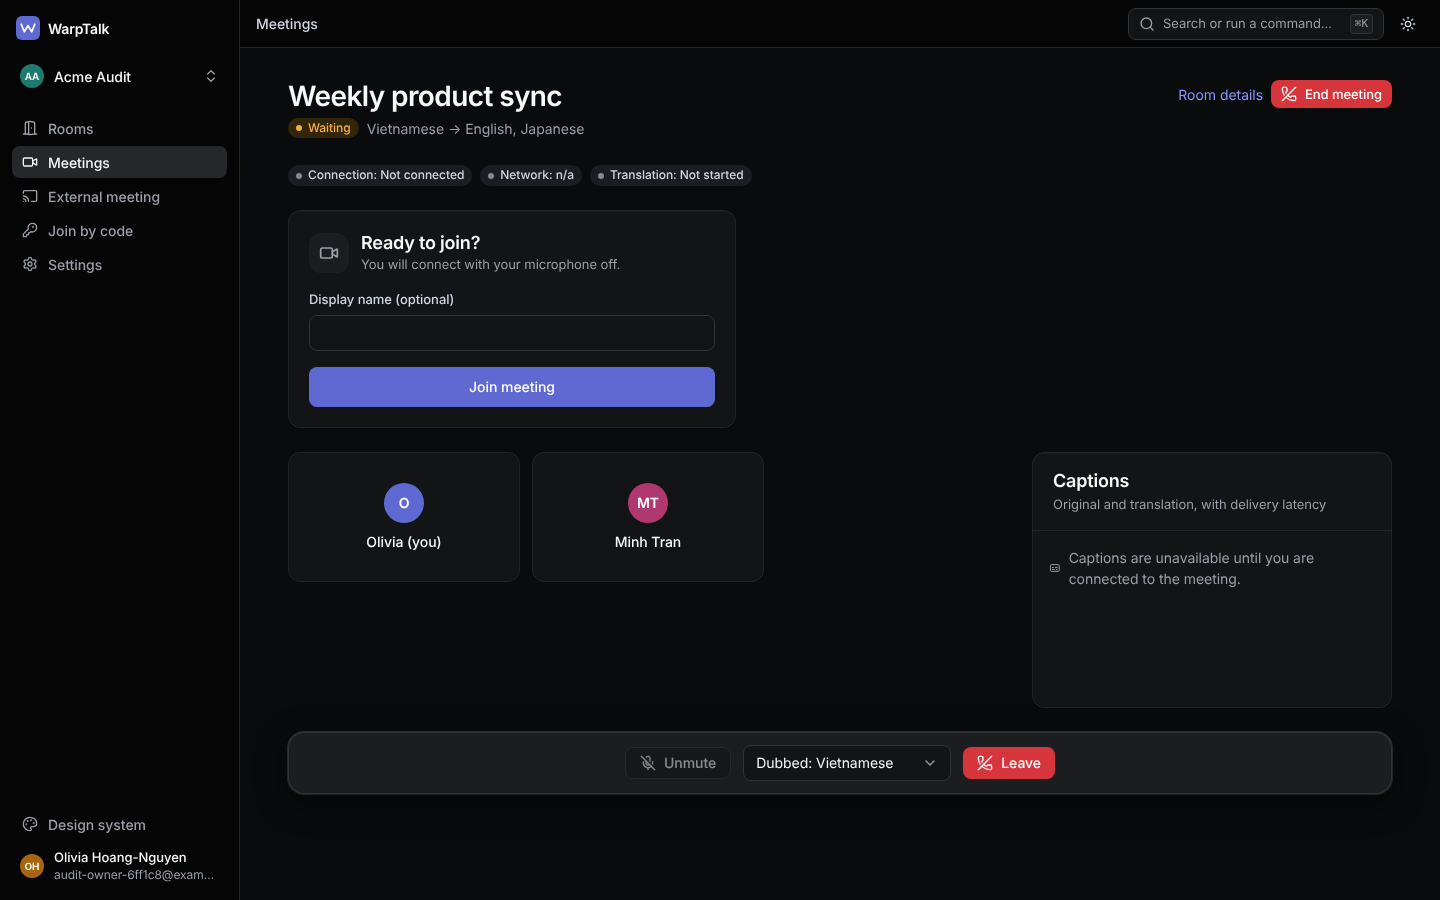 WarpTalk
AA
Acme Audit
Rooms
Meetings
External meeting
Join by code
Settings
Design system
OH
Olivia Hoang-Nguyen
audit-owner-6ff1c8@exam...
Meetings
Search or run a command...
⌘K
Weekly product sync
Room details
End meeting
Waiting
Vietnamese → English, Japanese
Connection: Not connected
Network: n/a
Translation: Not started
Ready to join?
You will connect with your microphone off.
Display name (optional)
Join meeting
O
Olivia (you)
MT
Minh Tran
Captions
Original and translation, with delivery latency
Captions are unavailable until you are
connected to the meeting.
Unmute
Dubbed: Vietnamese
Leave